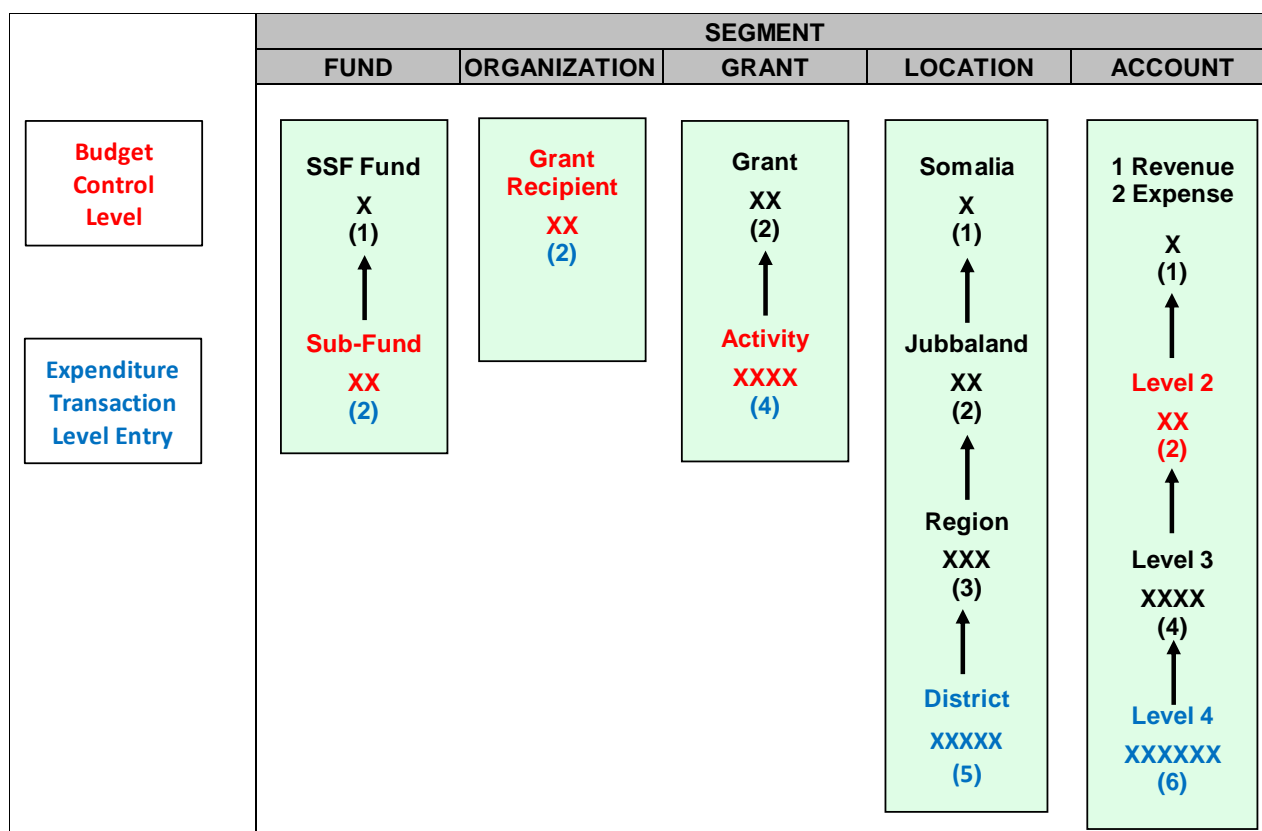 SEGMENT
FUND
ORGANIZATION
GRANT
LOCATION
ACCOUNT
Budget
Control
Level
Expenditure
Transaction
Level Entry
SSF Fund
X
(1)
Sub-Fund
XX
(2)
Grant
Recipient
XX
(2)
Grant
XX
(2)
Activity
XXXX
(4)
Somalia
X
(1)
Jubbaland
XX
(2)
Region
XXX
(3)
District
XXXXX
(5)
1 Revenue
2 Expense
X
(1)
Level 2
XX
(2)
Level 3
XXXX
(4)
Level 4
XXXXXX
(6)